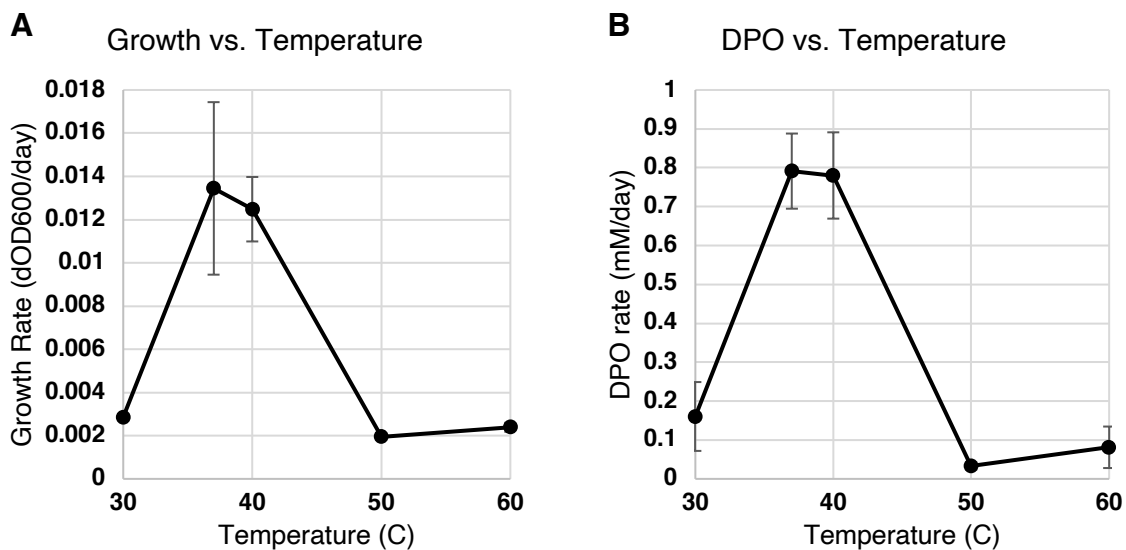 A
Growth vs. Temperature
Growth Rate (dOD600/day)
0.018
0.016
0.014
0.012
0.01
0.008
0.006
0.004
0.002
0
30 40 50 60
Temperature (C)
B
DPO vs. Temperature
DPO rate (mM/day)
1
0.9
0.8
0.7
0.6
0.5
0.4
0.3
0.2
0.1
0
30 40 50 60
Temperature (C)